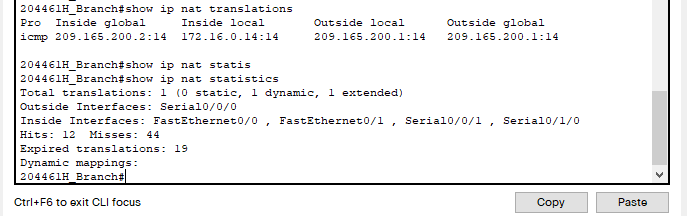 204461H_Branch#show ip nat translations
Pro  Inside global     Inside local       Outside local      Outside global
icmp 209.165.200.2:14  172.16.0.14:14     209.165.200.1:14   209.165.200.1:14

204461H_Branch#show ip nat statis
204461H_Branch#show ip nat statistics
Total translations: 1 (0 static, 1 dynamic, 1 extended)
Outside Interfaces: Serial0/0/0
Inside Interfaces: FastEthernet0/0 , FastEthernet0/1 , Serial0/0/1 , Serial0/1/0
Hits: 12  Misses: 44
Expired translations: 19
Dynamic mappings:
204461H_Branch#
Ctrl+F6 to exit CLI focus
Copy
Paste